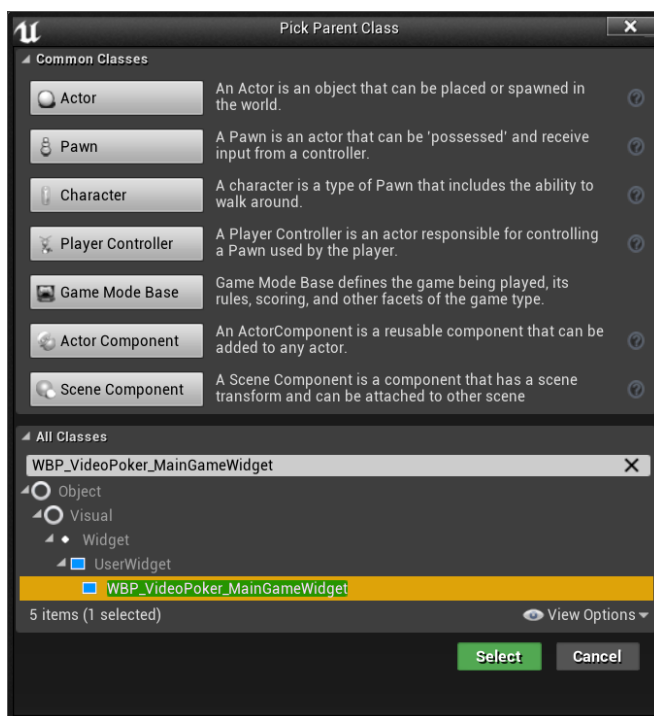 Pick Parent Class
Common Classes
Actor
An Actor is an object that can be placed or spawned in
the world.
Pawn
A Pawn is an actor that can be 'possessed' and receive
input from a controller.
Character
A character is a type of Pawn that includes the ability to
walk around.
Player Controller
A Player Controller is an actor responsible for controlling
a Pawn used by the player.
Game Mode Base
Game Mode Base defines the game being played, its
rules, scoring, and other facets of the game type.
Actor Component
An ActorComponent is a reusable component that can be
added to any actor.
Scene Component
A Scene Component is a component that has a scene
transform and can be attached to other scene
All Classes
WBP_VideoPoker_MainGameWidget
Object
Visual
Widget
UserWidget
WBP_VideoPoker_MainGameWidget
5 items (1 selected)
View Options
Select
Cancel